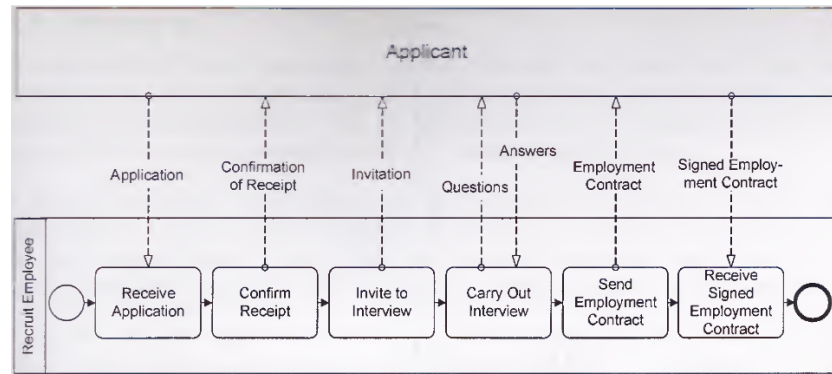 Applicant
Application
Confirmation
of Receipt
Invitation
Questions
Answers
Employment
Contract
Signed Employ-
ment Contract
Recruit Employee
Receive
Application
Confirm
Receipt
Invite to
Interview
Carry Out
Interview
Send
Employment
Contract
Receive
Signed
Employment
Contract